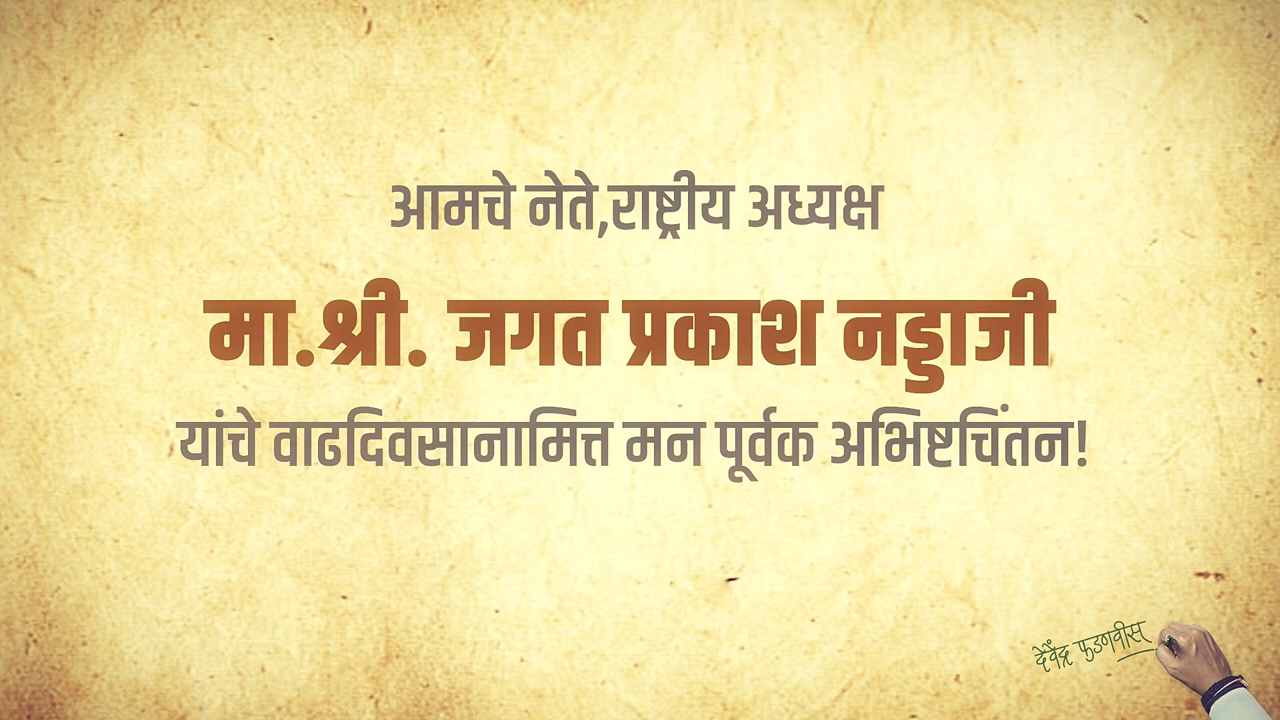 आमचे नेते,राष्ट्रीय अध्यक्ष
मा.श्री. जगत प्रकाश नड्डाजी
यांचे वाढदिवसानामित्त मन पूर्वक अभिष्टचिंतन!
देवेंद्र फडणवीस